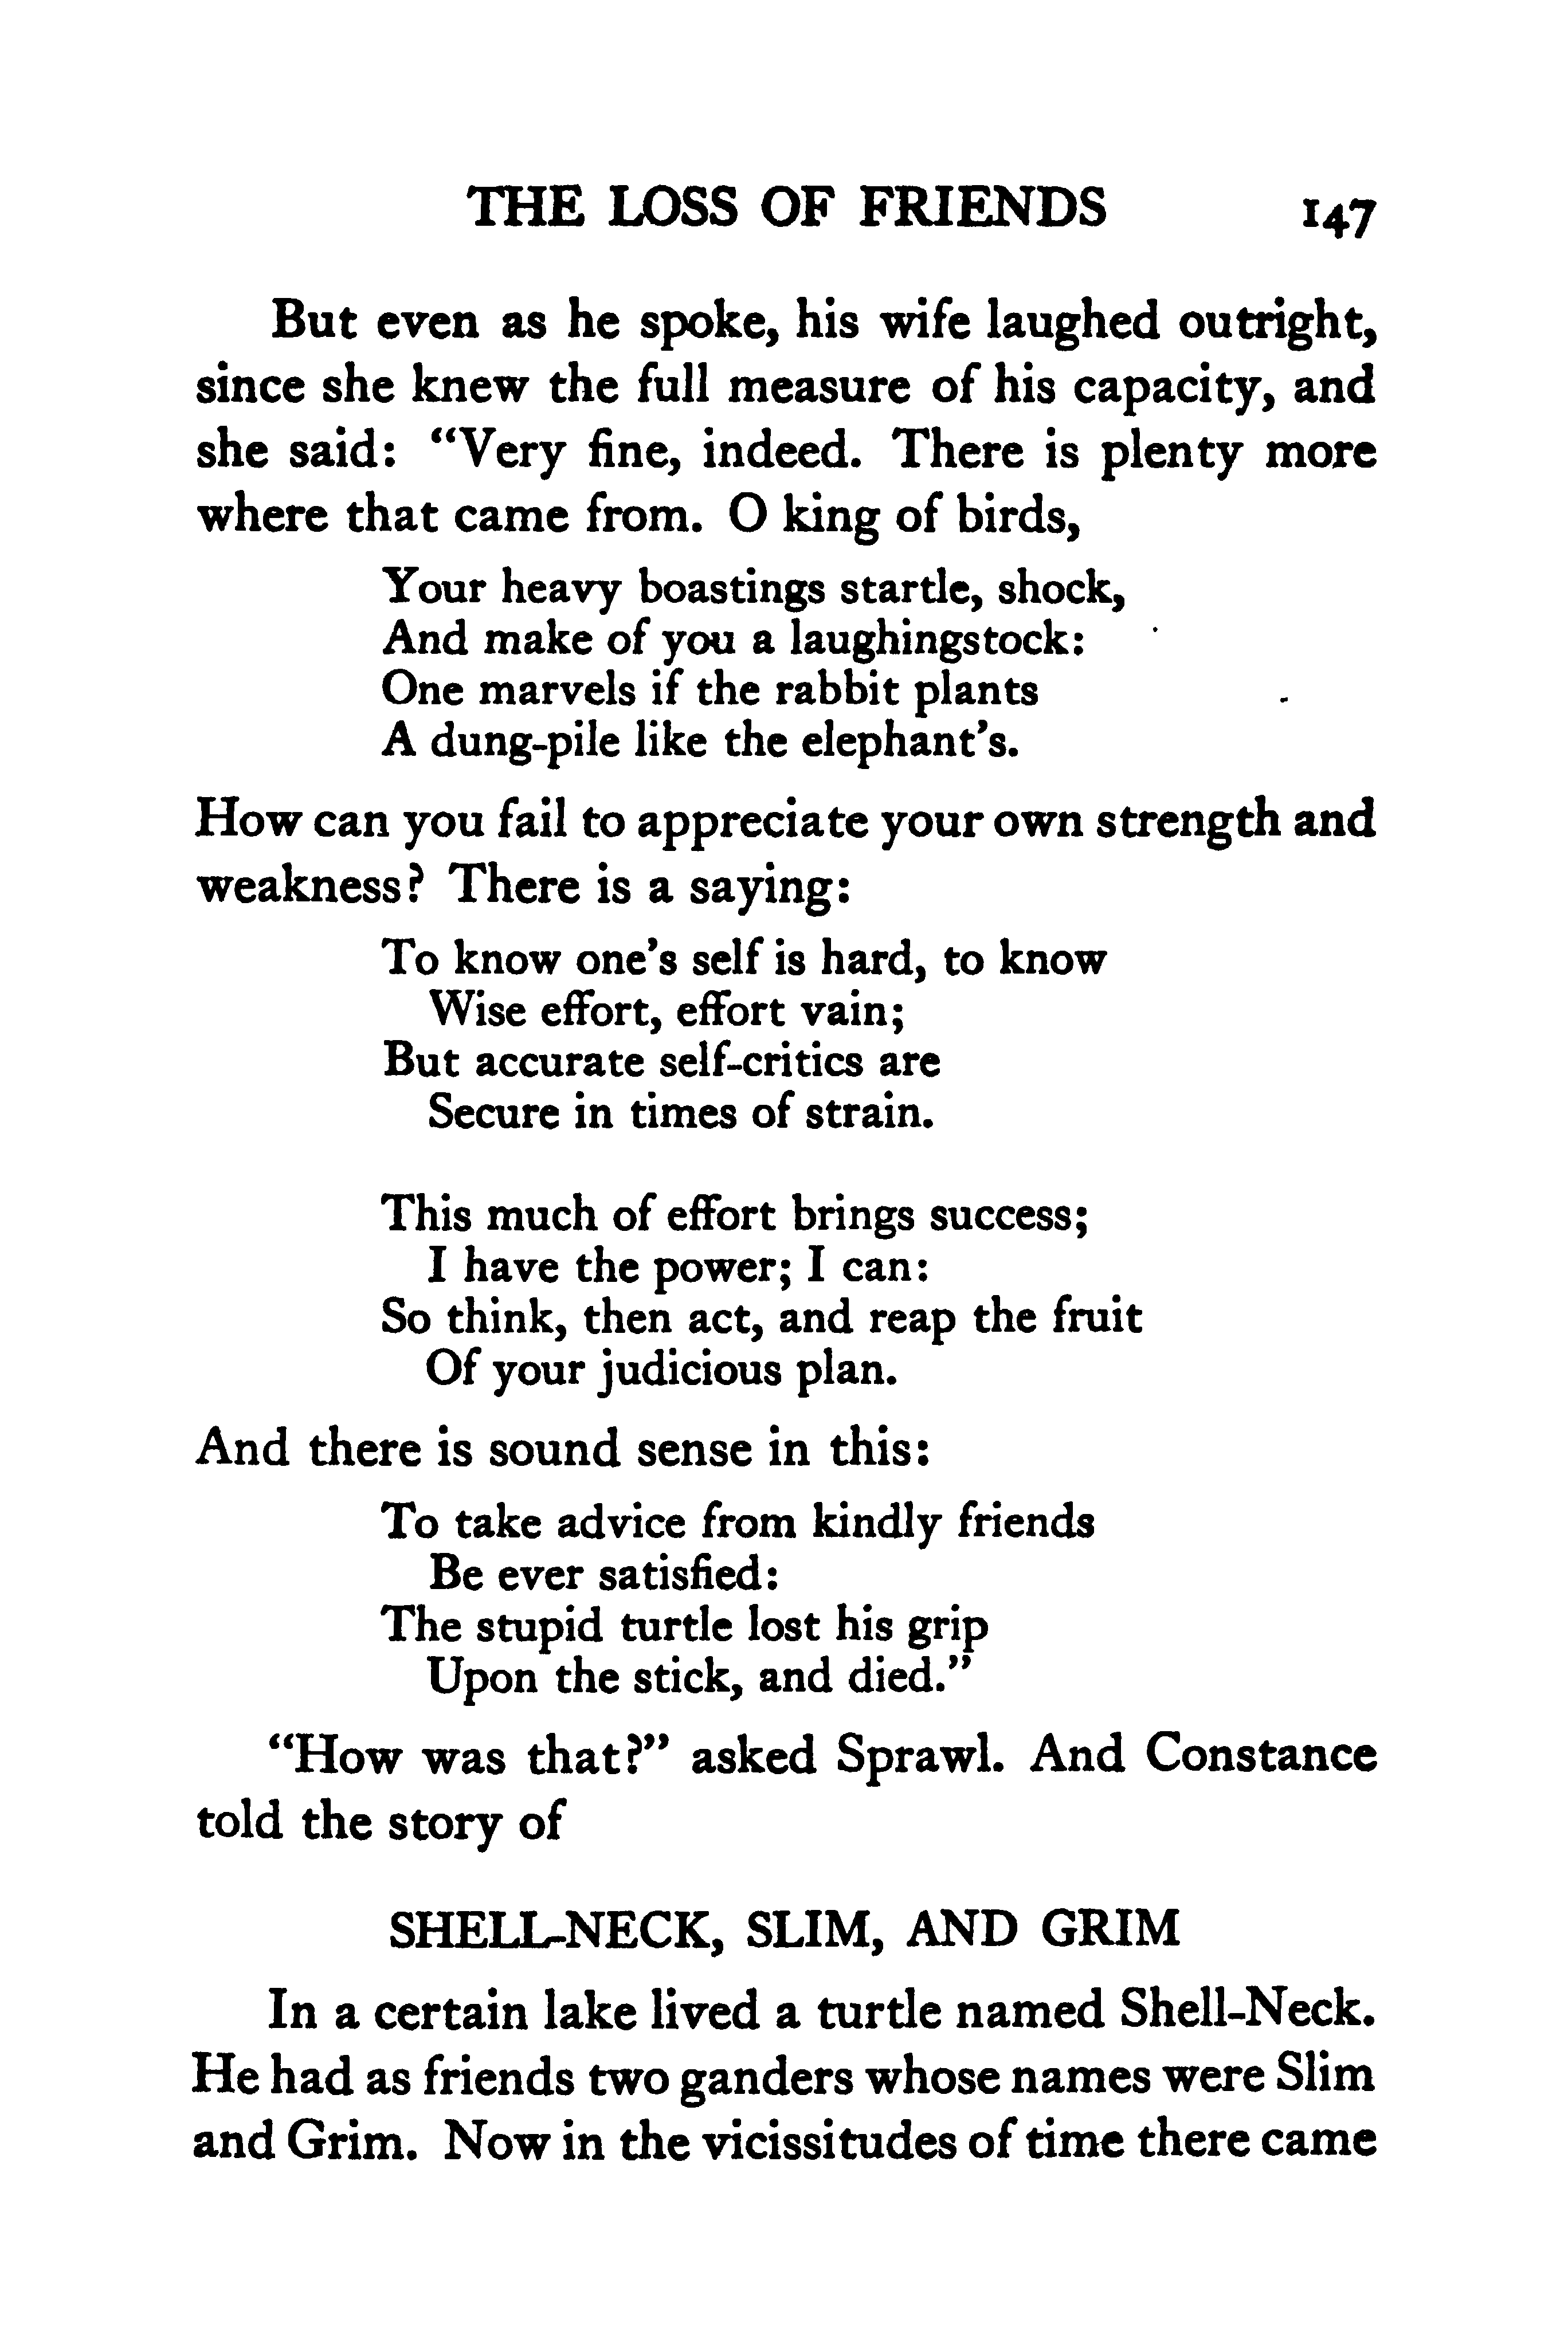 THE LOSS OF FRIENDS 147
But even as he spoke, his wife laughed outright,
since she knew the full measure of his capacity, and
she said: “Very fine, indeed. There is plenty more
where that came from. O king of birds,
Your heavy boastings startle, shock,
And make of you a laughingstock:
One marvels if the rabbit plants
A dung-pile like the elephant’s.
How can you fail to appreciate your own strength and
weakness? There is a saying:
To know one’s self is hard, to know
Wise effort, effort vain;
But accurate self-critics are
Secure in times of strain.
This much of effort brings success;
I have the power; I can:
So think, then act, and reap the fruit
Of your judicious plan.
And there is sound sense in this:
To take advice from kindly friends
Be ever satisfied:
The stupid turtle lost his grip
Upon the stick, and died.”
“How was that?” asked Sprawl. And Constance
told the story of
SHELL-NECK, SLIM, AND GRIM
In a certain lake lived a turtle named Shell-Neck.
He had as friends two ganders whose names were Slim
and Grim. Now in the vicissitudes of time there came